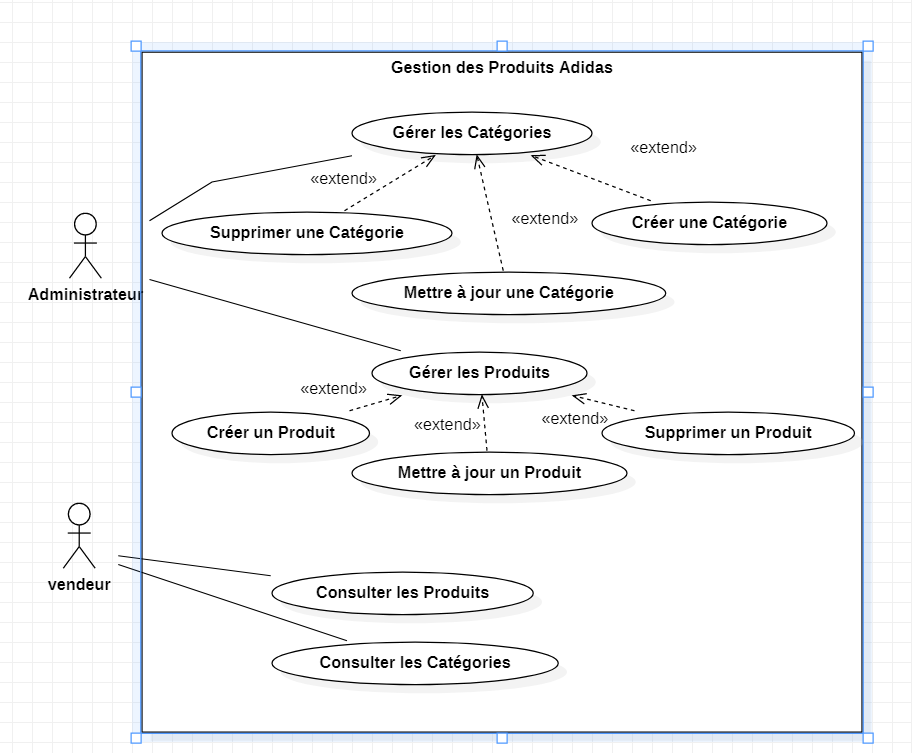 Gestion des Produits Adidas
Gérer les Catégories
«extend»
«extend»
«extend»
Supprimer une Catégorie
Créer une Catégorie
Mettre à jour une Catégorie
Administrateur
Gérer les Produits
«extend»
«extend»
«extend»
Créer un Produit
Supprimer un Produit
Mettre à jour un Produit
vendeur
Consulter les Produits
Consulter les Catégories